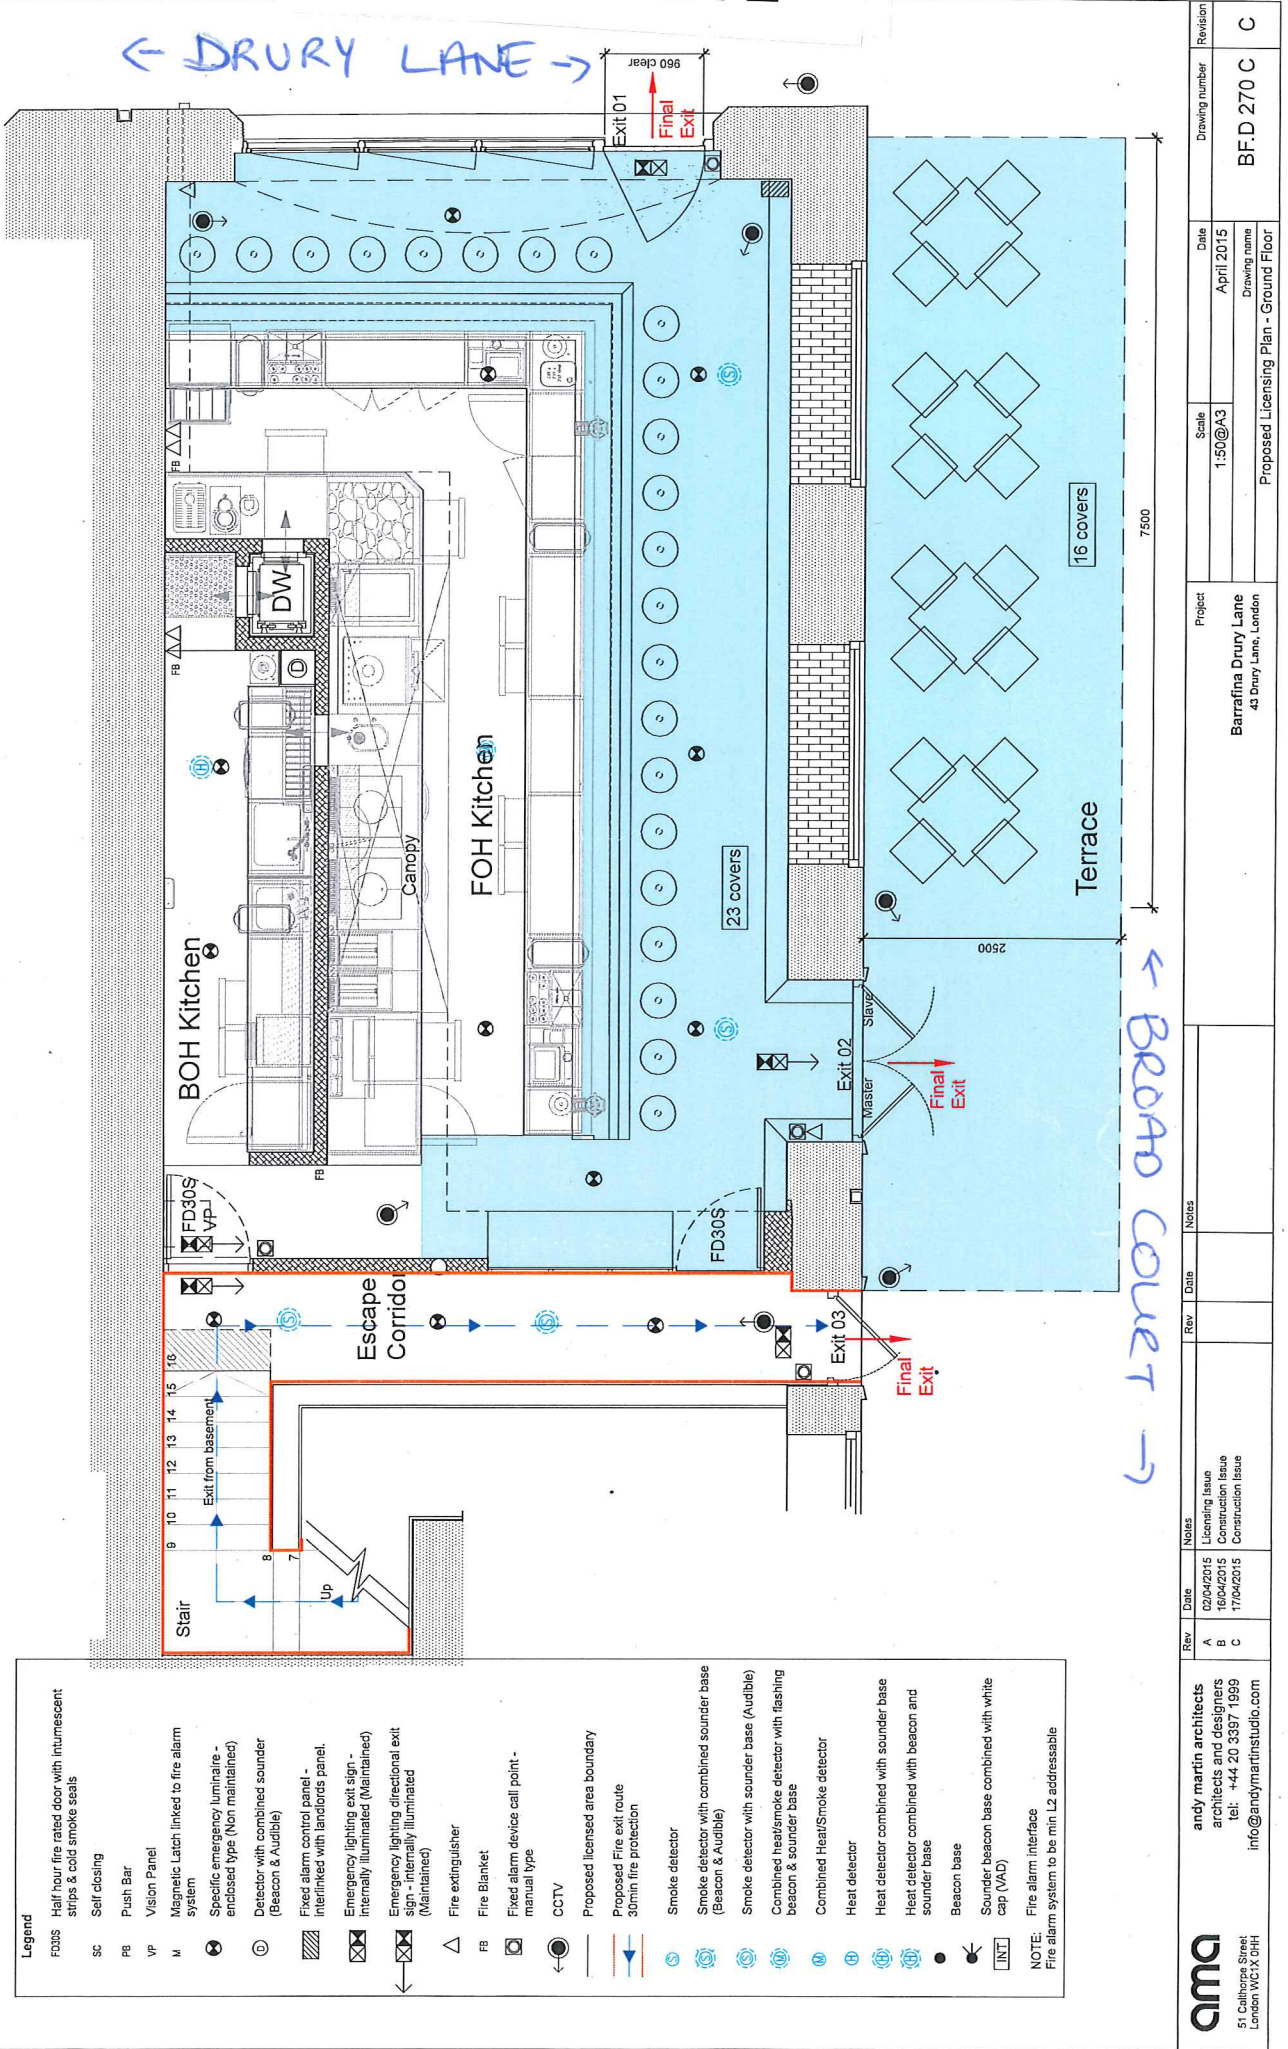 ← DRURY LANE →
960 clear
Exit 01
Final
Exit
BOH Kitchen
FOH Kitchen
Canopy
DW
D
FB
FB
FB
23 covers
16 covers
Terrace
7500
2500
Exit 02
Master
Slave
Final
Exit
← BROAD COURT →
FD30S
VP
FD30S
Escape
Corridor
Exit 03
Final
Exit
Exit from basement
Stair
Up
7
8
9
10
11
12
13
14
15
16
H
S
S
S
S
Legend
FD30S Half hour fire rated door with intumescent
strips & cold smoke seals
SC Self closing
PB Push Bar
VP Vision Panel
M Magnetic Latch linked to fire alarm
system
Specific emergency luminaire -
enclosed type (Non maintained)
D Detector with combined sounder
(Beacon & Audible)
Fixed alarm control panel -
interlinked with landlords panel.
Emergency lighting exit sign -
internally illuminated (Maintained)
Emergency lighting directional exit
sign - internally illuminated
(Maintained)
Fire extinguisher
FB Fire Blanket
Fixed alarm device call point -
manual type
CCTV
Proposed licensed area boundary
Proposed Fire exit route
30min fire protection
S Smoke detector
S Smoke detector with combined sounder base
(Beacon & Audible)
S Smoke detector with sounder base (Audible)
M Combined heat/smoke detector with flashing
beacon & sounder base
M Combined Heat/Smoke detector
H Heat detector
H Heat detector combined with sounder base
H Heat detector combined with beacon and
sounder base
Beacon base
Sounder beacon base combined with white
cap (VAD)
INT Fire alarm interface
NOTE:
Fire alarm system to be min L2 addressable
ama
51 Calthorpe Street
London WC1X 0HH
andy martin architects
architects and designers
tel: +44 20 3397 1999
info@andymartinstudio.com
Rev Date Notes
A 02/04/2015 Licensing Issue
B 16/04/2015 Construction Issue
C 17/04/2015 Construction Issue
Rev Date Notes
Project
Barrafina Drury Lane
43 Drury Lane, London
Scale
1:50@A3
Date
April 2015
Drawing name
Proposed Licensing Plan - Ground Floor
Drawing number
BF.D 270 C
Revision
C